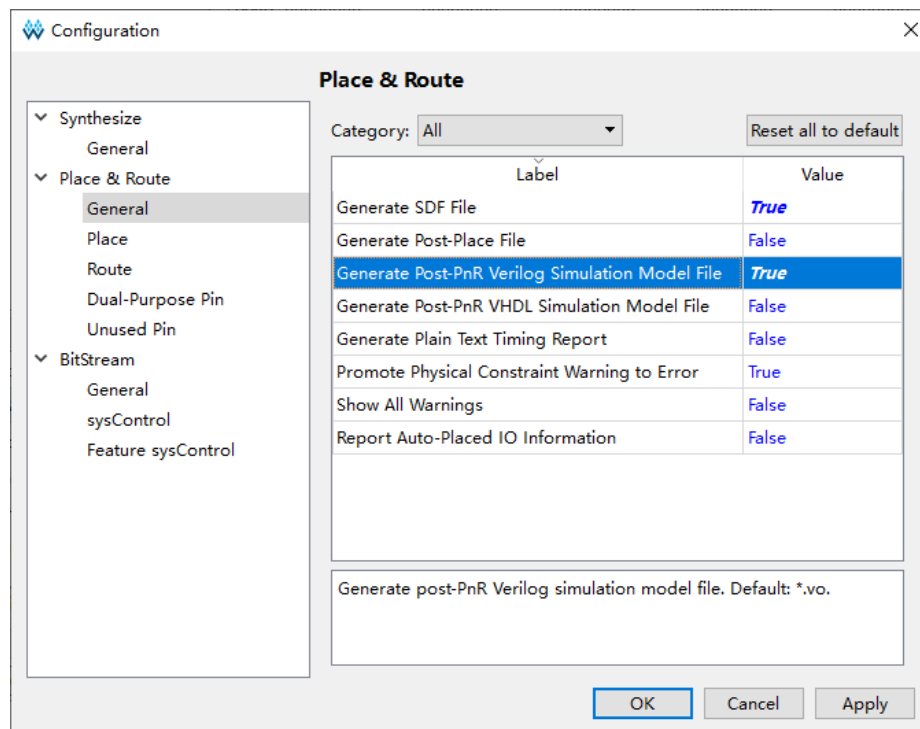 Configuration
Place & Route
Synthesize
General
Place & Route
General
Place
Route
Dual-Purpose Pin
Unused Pin
BitStream
General
sysControl
Feature sysControl
Category: All Reset all to default
Label Value
Generate SDF File True
Generate Post-Place File False
Generate Post-PnR Verilog Simulation Model File True
Generate Post-PnR VHDL Simulation Model File False
Generate Plain Text Timing Report False
Promote Physical Constraint Warning to Error True
Show All Warnings False
Report Auto-Placed IO Information False
Generate post-PnR Verilog simulation model file. Default: *.vo.
OK Cancel Apply